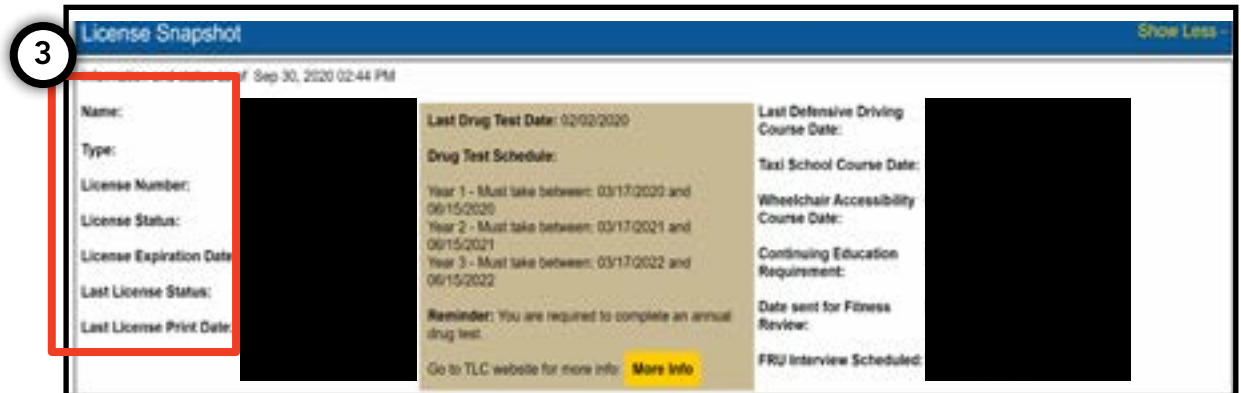 License Snapshot
Show Less -
3
Information and status as of Sep 30, 2020 02:44 PM
Name:
Type:
License Number:
License Status:
License Expiration Date
Last License Status:
Last License Print Date:
Last Drug Test Date: 02/02/2020
Drug Test Schedule:
Year 1 - Must take between: 03/17/2020 and
06/15/2020
Year 2 - Must take between: 03/17/2021 and
06/15/2021
Year 3 - Must take between: 03/17/2022 and
06/15/2022
Reminder: You are required to complete an annual
drug test.
Go to TLC website for more info: More Info
Last Defensive Driving
Course Date:
Taxi School Course Date:
Wheelchair Accessibility
Course Date:
Continuing Education
Requirement:
Date sent for Fitness
Review:
FRU Interview Scheduled: